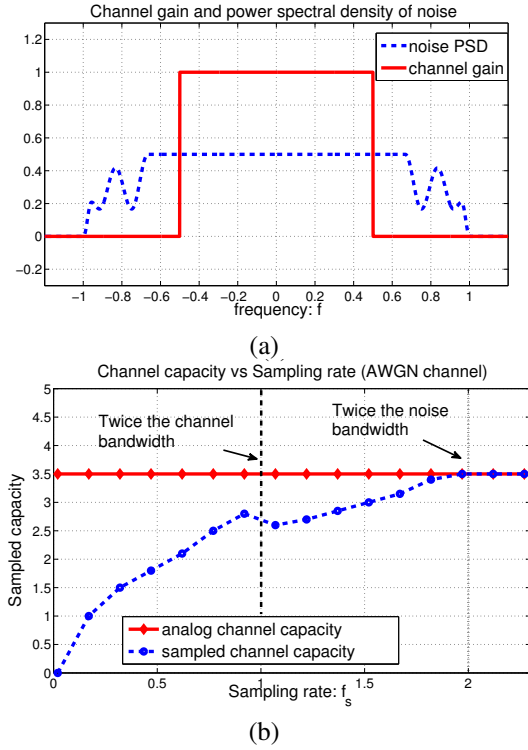 Channel gain and power spectral density of noise
1.2
1
0.8
0.6
0.4
0.2
0
−0.2
noise PSD
channel gain
−1 −0.8 −0.6 −0.4 −0.2 0 0.2 0.4 0.6 0.8 1
frequency: f
(a)
Channel capacity vs Sampling rate (AWGN channel)
5
4.5
4
3.5
3
2.5
2
1.5
1
0.5
0
Sampled capacity
Twice the channel
bandwidth
Twice the noise
bandwidth
analog channel capacity
sampled channel capacity
0 0.5 1 1.5 2
Sampling rate: f_s
(b)